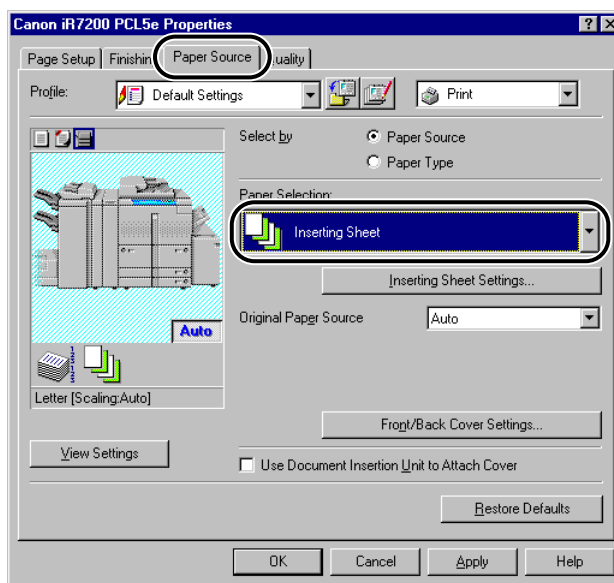 Canon iR7200 PCL5e Properties
Page Setup Finishin Paper Source uality
Profile: Default Settings Print
Select by Paper Source
Paper Type
Paper Selection:
Inserting Sheet
Inserting Sheet Settings...
Original Paper Source Auto
Auto
Letter [Scaling:Auto]
Front/Back Cover Settings...
View Settings
Use Document Insertion Unit to Attach Cover
Restore Defaults
OK Cancel Apply Help